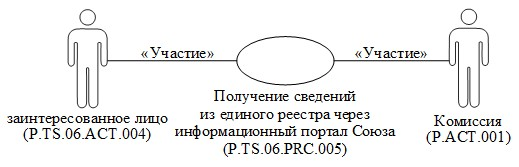 «Участие»
«Участие»
заинтересованное лицо
(P.TS.06.ACT.004)
Получение сведений
из единого реестра через
информационный портал Союза
(P.TS.06.PRC.005)
Комиссия
(P.ACT.001)